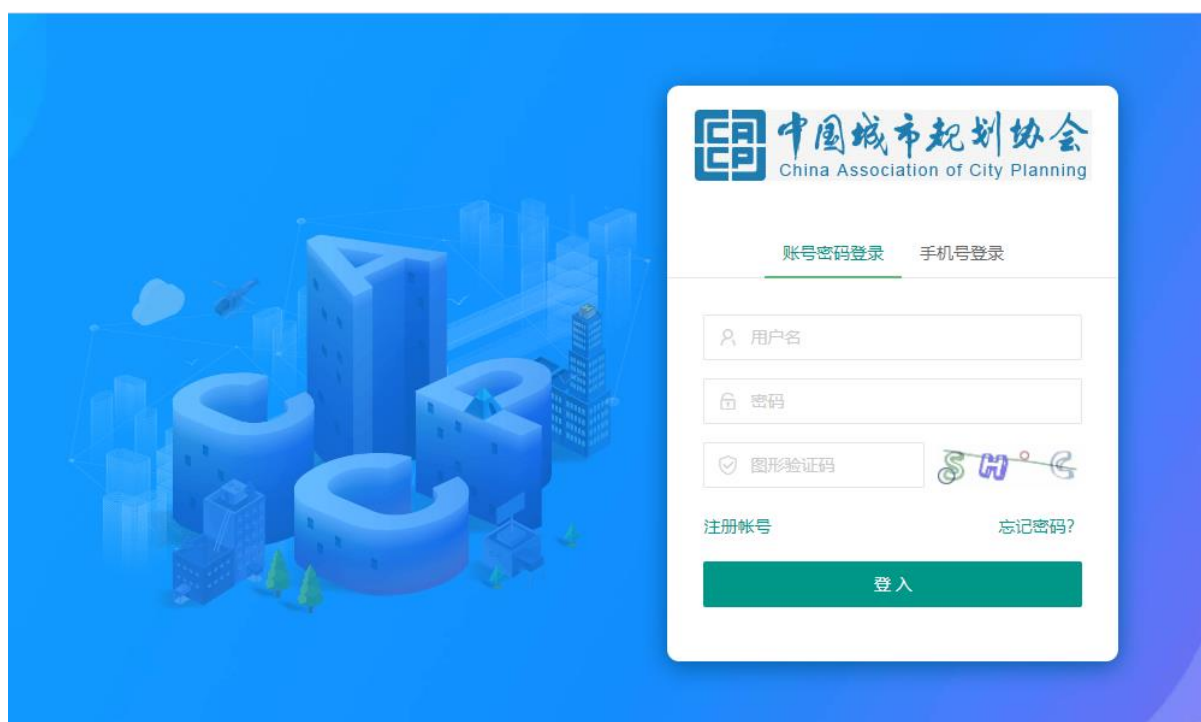 CACP
中国城市规划协会
China Association of City Planning
账号密码登录 手机号登录
用户名
密码
图形验证码
注册帐号 忘记密码?
登入
CACP